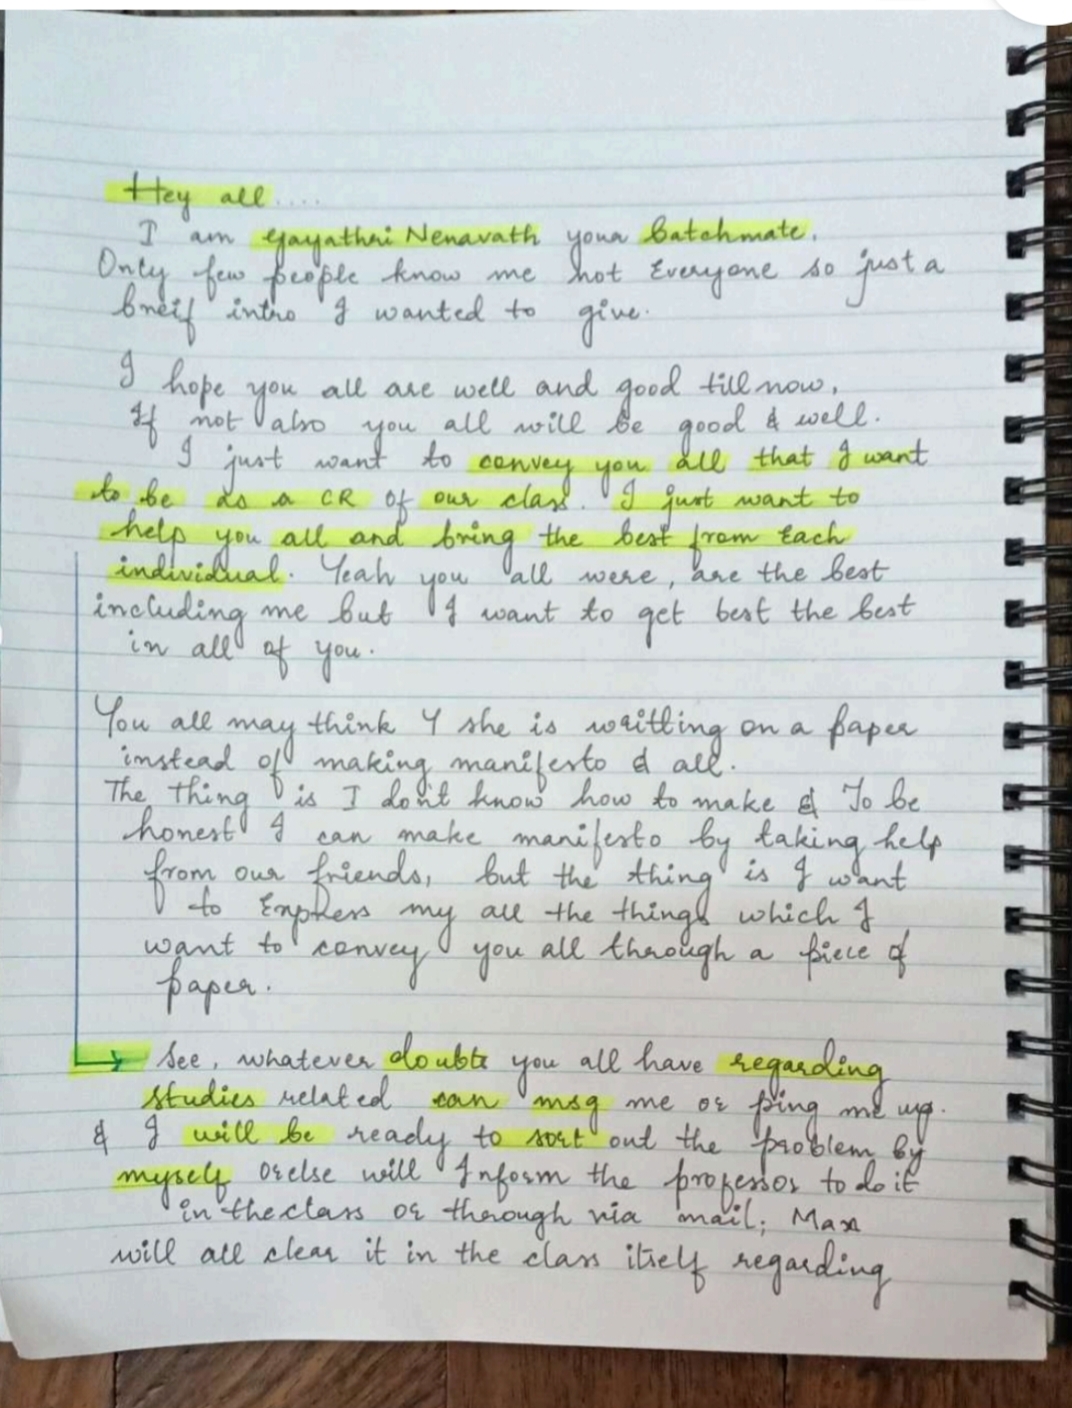 Hey all....
I am Gayathri Nenavath your batchmate.
Only few people know me not Everyone so just a
breif intro I wanted to give.
I hope you all are well and good till now.
If not also you all will be good & well.
I just want to convey you all that I want
to be as a CR of our class. I just want to
help you all and bring the best from Each
individual. Yeah you all were, are the best
including me but I want to get best the best
in all of you.
You all may think Y she is writting on a paper
instead of making manifesto & all.
The thing is I don't know how to make & To be
honest I can make manifesto by taking help
from our friends, but the thing is I want
to Express my all the things which I
want to convey you all through a piece of
paper.
See, whatever doubts you all have regarding
studies related can msg me or ping me up.
& I will be ready to sort out the problem by
myself orelse will Inform the professor to do it
in the class or through via mail; Max
will all clear it in the class itself regarding